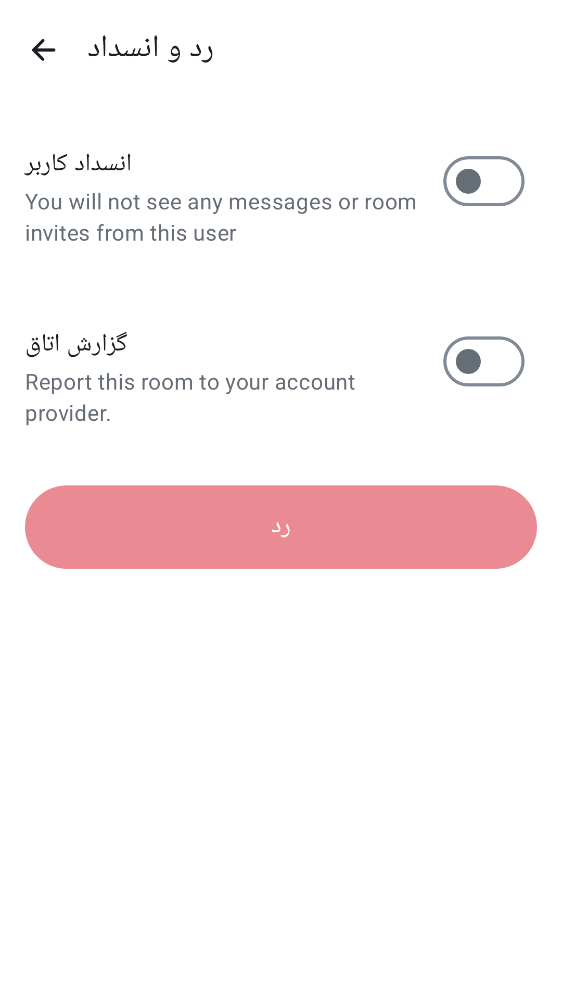 رد و انسداد
انسداد کاربر
You will not see any messages or room
invites from this user
گزارش اتاق
Report this room to your account
provider.
رد